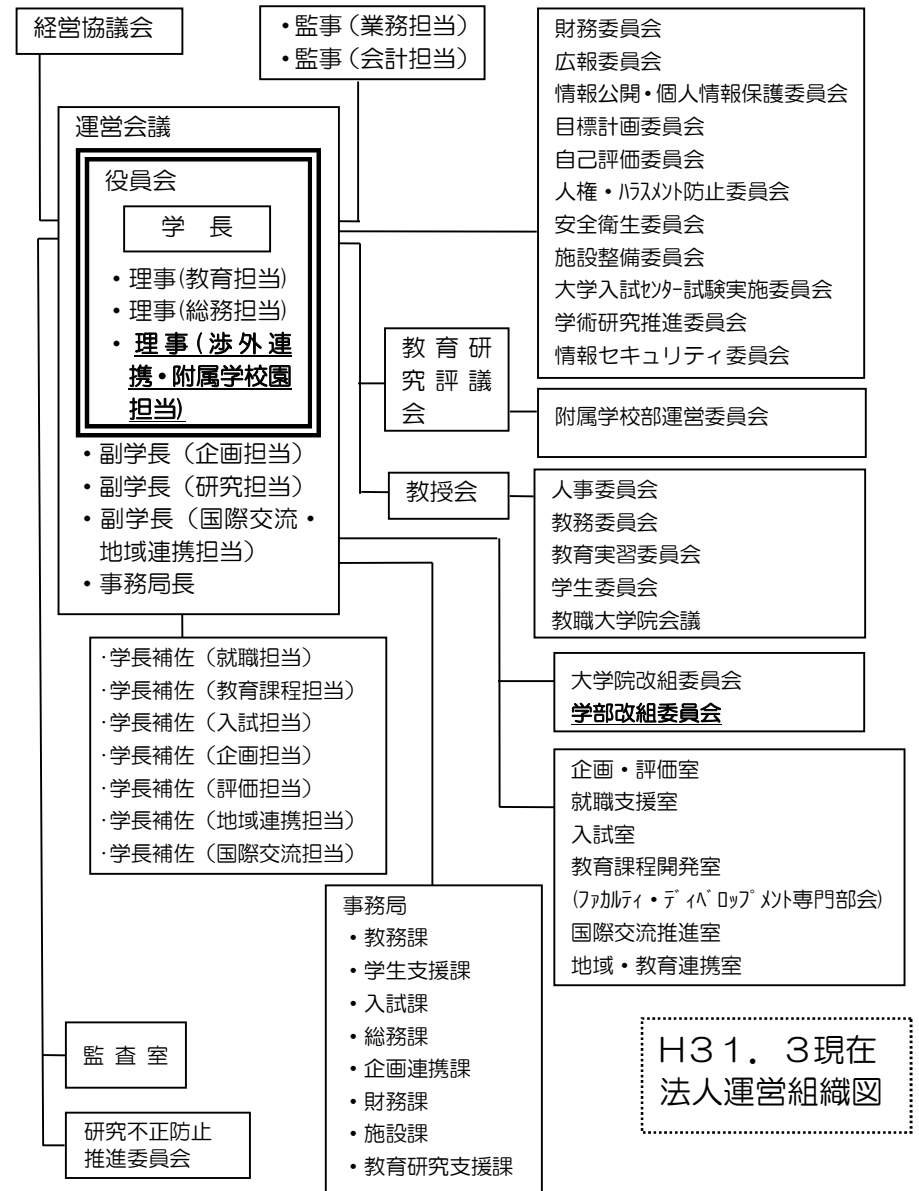 経営協議会
・監事（業務担当）
・監事（会計担当）
運営会議
役員会
学　長
・理事(教育担当)
・理事(総務担当)
・理事(渉外連
携・附属学校園
担当)
・副学長（企画担当）
・副学長（研究担当）
・副学長（国際交流・
地域連携担当）
・事務局長
財務委員会
広報委員会
情報公開・個人情報保護委員会
目標計画委員会
自己評価委員会
人権・ﾊﾗｽﾒﾝﾄ防止委員会
安全衛生委員会
施設整備委員会
大学入試ｾﾝﾀｰ試験実施委員会
学術研究推進委員会
情報セキュリティ委員会
教育研
究評議
会
附属学校部運営委員会
教授会
人事委員会
教務委員会
教育実習委員会
学生委員会
教職大学院会議
・学長補佐（就職担当）
・学長補佐（教育課程担当）
・学長補佐（入試担当）
・学長補佐（企画担当）
・学長補佐（評価担当）
・学長補佐（地域連携担当）
・学長補佐（国際交流担当）
大学院改組委員会
学部改組委員会
企画・評価室
就職支援室
入試室
教育課程開発室
(ﾌｧｶﾙﾃｨ・ﾃﾞｨﾍﾞﾛｯﾌﾟﾒﾝﾄ専門部会)
国際交流推進室
地域・教育連携室
事務局
・教務課
・学生支援課
・入試課
・総務課
・企画連携課
・財務課
・施設課
・教育研究支援課
監査室
研究不正防止
推進委員会
H31．3現在
法人運営組織図